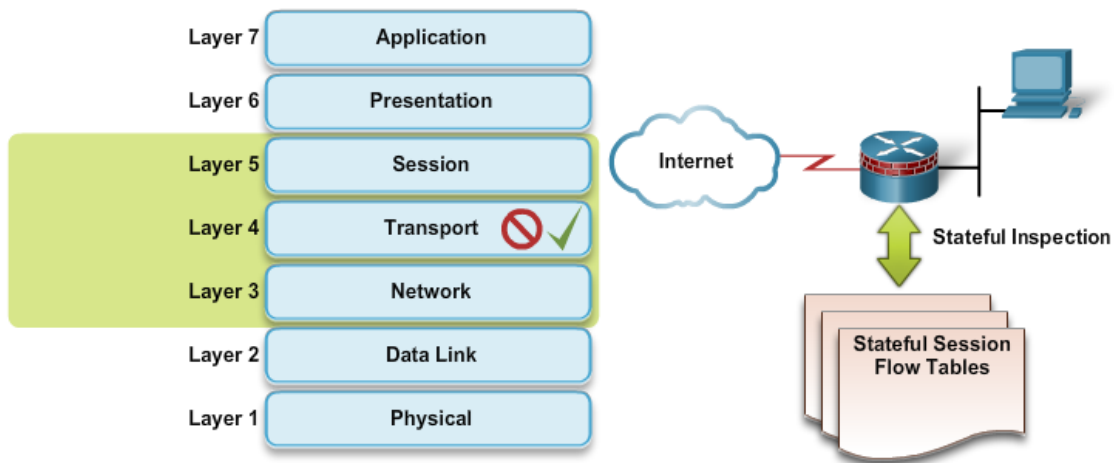 Layer 7 Application
Layer 6 Presentation
Layer 5 Session
Layer 4 Transport
Layer 3 Network
Layer 2 Data Link
Layer 1 Physical
Internet
Stateful Inspection
Stateful Session
Flow Tables